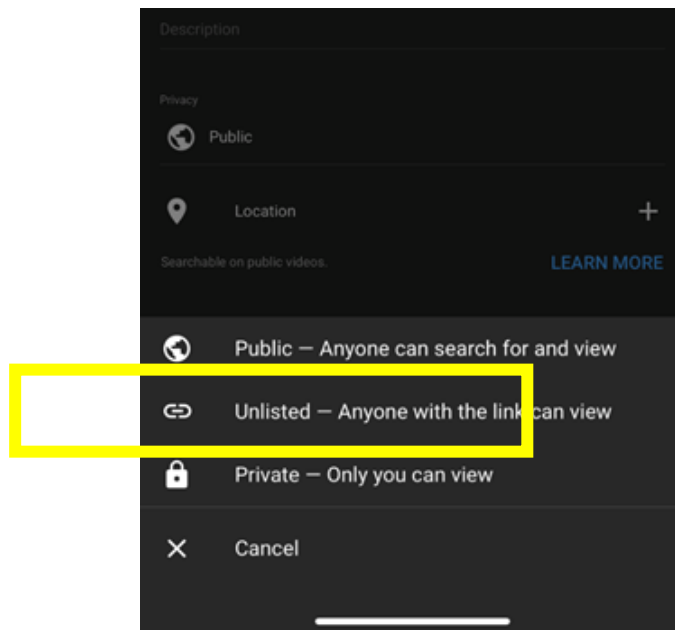 Description
Privacy
Public
Location
Searchable on public videos.
LEARN MORE
Public — Anyone can search for and view
Unlisted — Anyone with the link can view
Private — Only you can view
Cancel